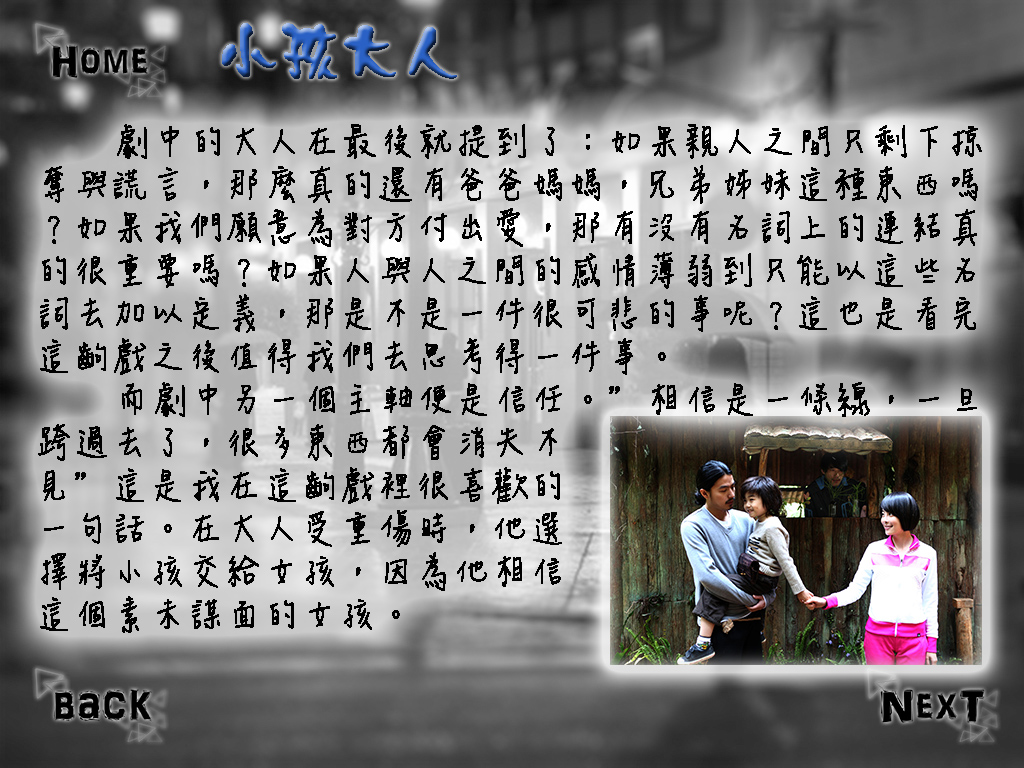 HOME
小孩大人
劇中的大人在最後就提到了：如果親人之間只剩下掠
奪與謊言，那麼真的還有爸爸媽媽，兄弟姊妹這種東西嗎
？如果我們願意為對方付出愛，那有沒有名詞上的連結真
的很重要嗎？如果人與人之間的感情薄弱到只能以這些名
詞去加以定義，那是不是一件很可悲的事呢？這也是看完
這齣戲之後值得我們去思考得一件事。
而劇中另一個主軸便是信任。”相信是一條線，一旦
跨過去了，很多東西都會消失不
見”這是我在這齣戲裡很喜歡的
一句話。在大人受重傷時，他選
擇將小孩交給女孩，因為他相信
這個素未謀面的女孩。
BACK
NEXT